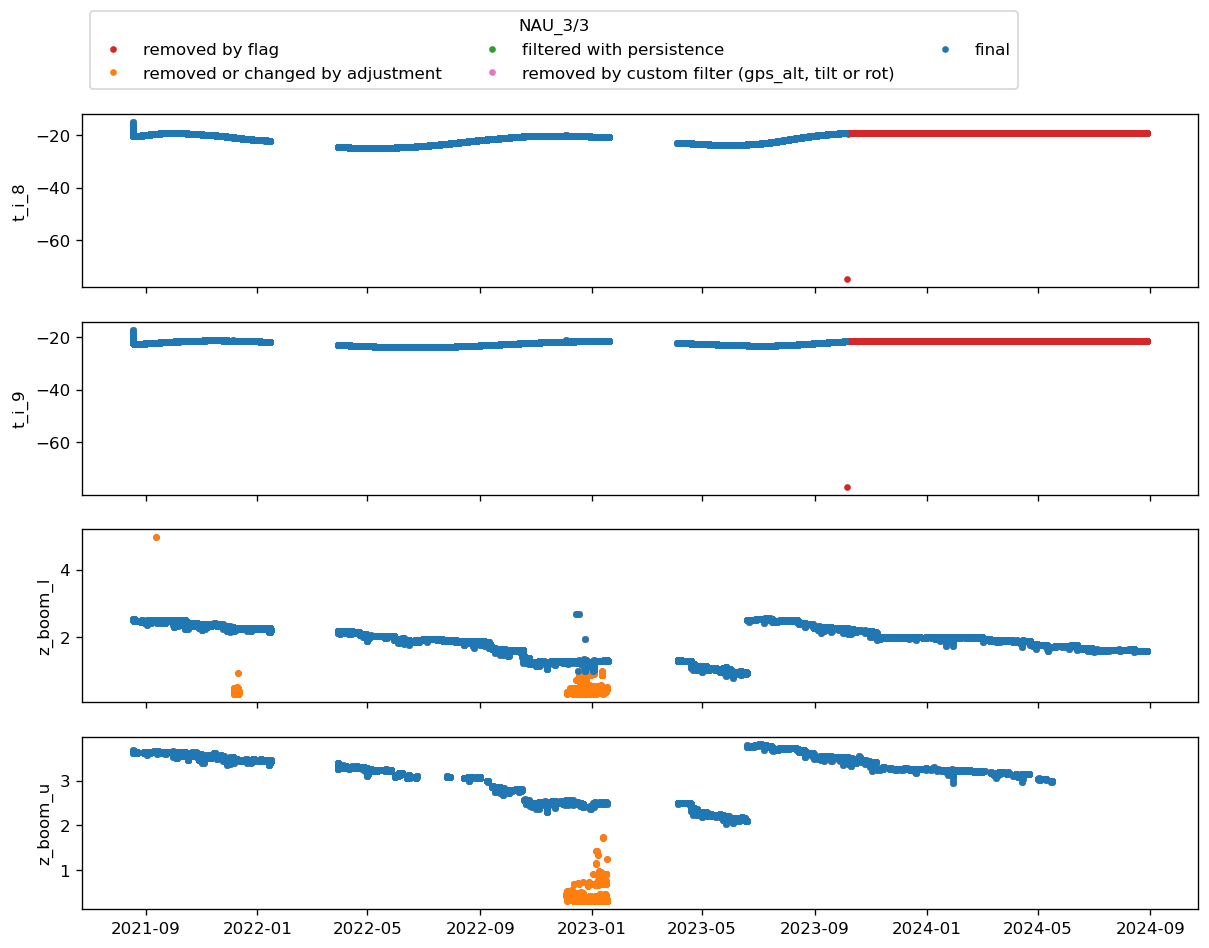 NAU_3/3
removed by flag
filtered with persistence
final
removed or changed by adjustment
removed by custom filter (gps_alt, tilt or rot)
−20
−40
−60
t_i_8
−20
−40
−60
t_i_9
4
2
z_boom_l
3
2
1
z_boom_u
2021-09
2022-01
2022-05
2022-09
2023-01
2023-05
2023-09
2024-01
2024-05
2024-09